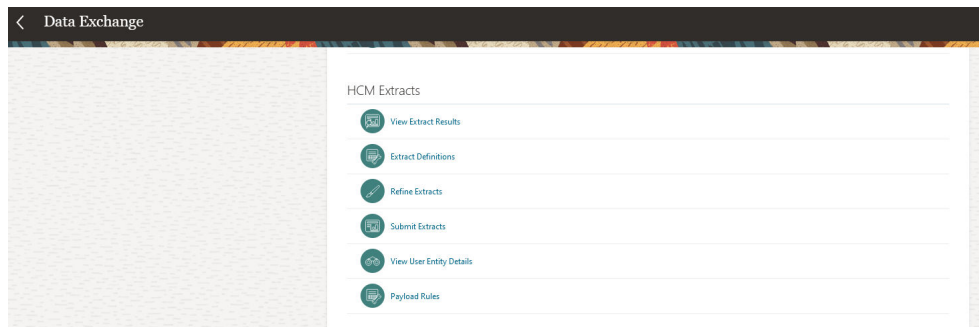 Data Exchange
HCM Extracts
View Extract Results
Extract Definitions
Refine Extracts
Submit Extracts
View User Entity Details
Payload Rules